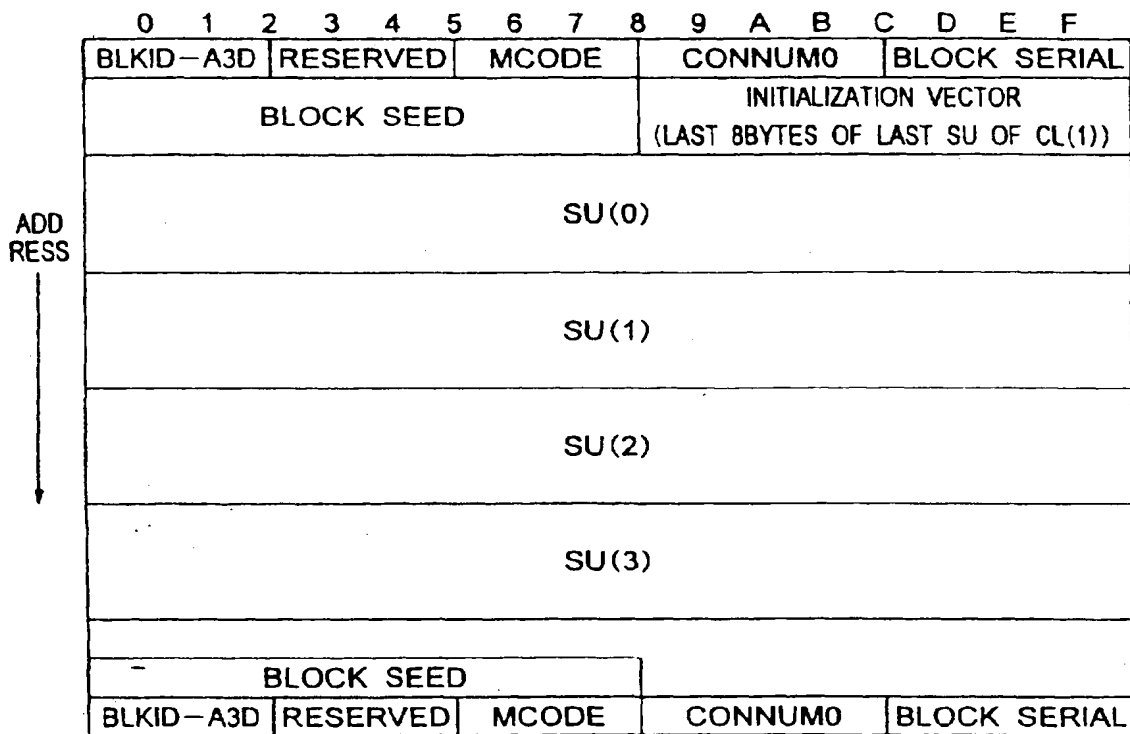 0 1 2 3 4 5 6 7 8 9 A B C D E F
BLKID-A3D RESERVED MCODE CONNUM0 BLOCK SERIAL
BLOCK SEED
INITIALIZATION VECTOR
(LAST 8BYTES OF LAST SU OF CL(1))
SU(0)
ADD
RESS
SU(1)
SU(2)
SU(3)
BLOCK SEED
BLKID-A3D RESERVED MCODE CONNUM0 BLOCK SERIAL